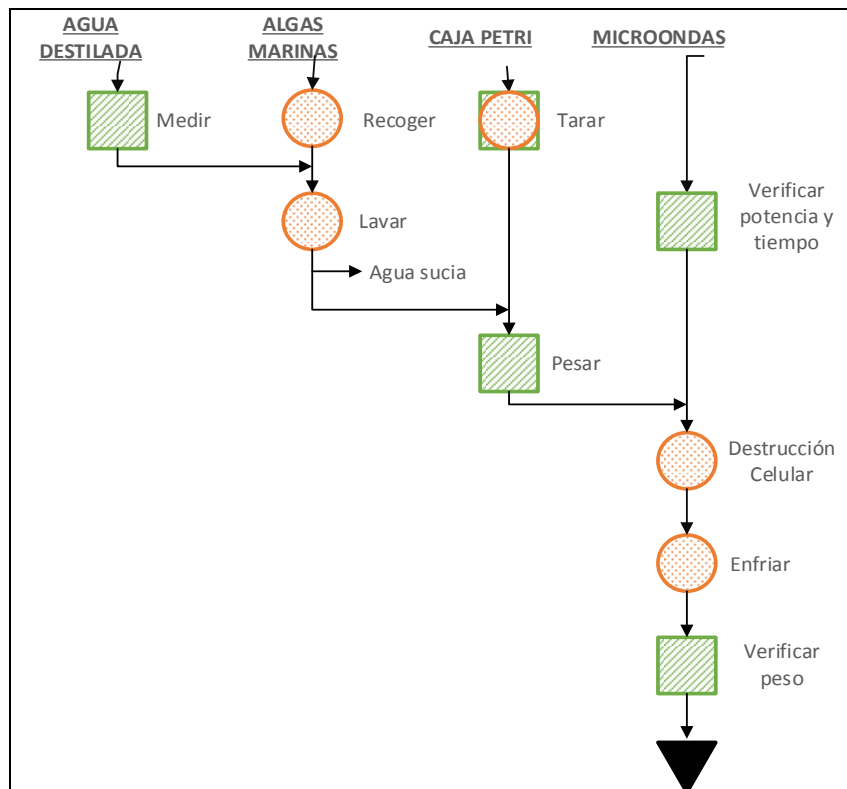 AGUA
DESTILADA
ALGAS
MARINAS
CAJA PETRI
MICROONDAS
Medir
Recoger
Tarar
Verificar
potencia y
tiempo
Lavar
Agua sucia
Pesar
Destrucción
Celular
Enfriar
Verificar
peso